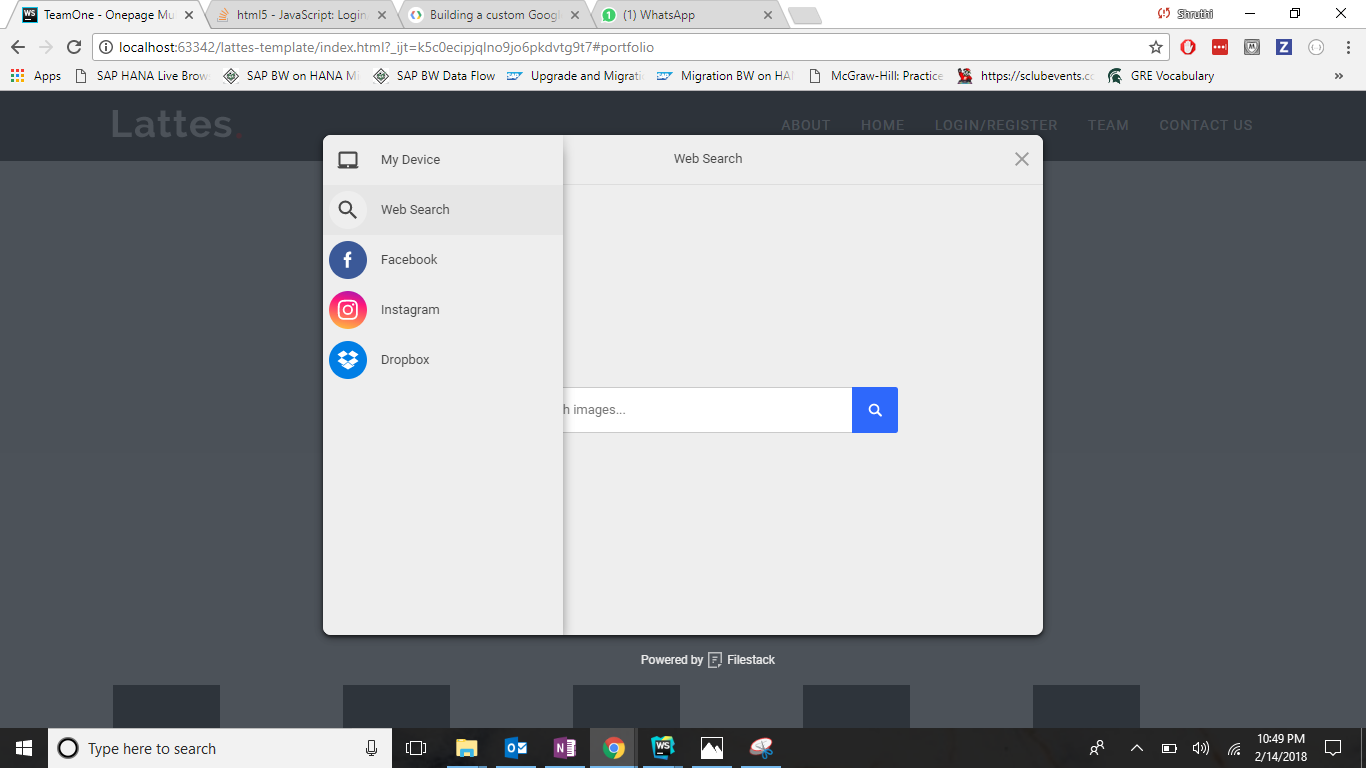 TeamOne - Onepage Mu
html5 - JavaScript: Login
Building a custom Googl
(1) WhatsApp
Shruthi
localhost:63342/lattes-template/index.html?_ijt=k5c0ecipjqlno9jo6pkdvtg9t7#portfolio
Apps
SAP HANA Live Brow
SAP BW on HANA Mi
SAP BW Data Flow
Upgrade and Migrati
Migration BW on HA
McGraw-Hill: Practice
https://sclubevents.co
GRE Vocabulary
»
Lattes.
ABOUT HOME LOGIN/REGISTER TEAM CONTACT US
My Device
Web Search
Web Search
Facebook
Instagram
Dropbox
h images...
Powered by Filestack
Type here to search
10:49 PM
2/14/2018